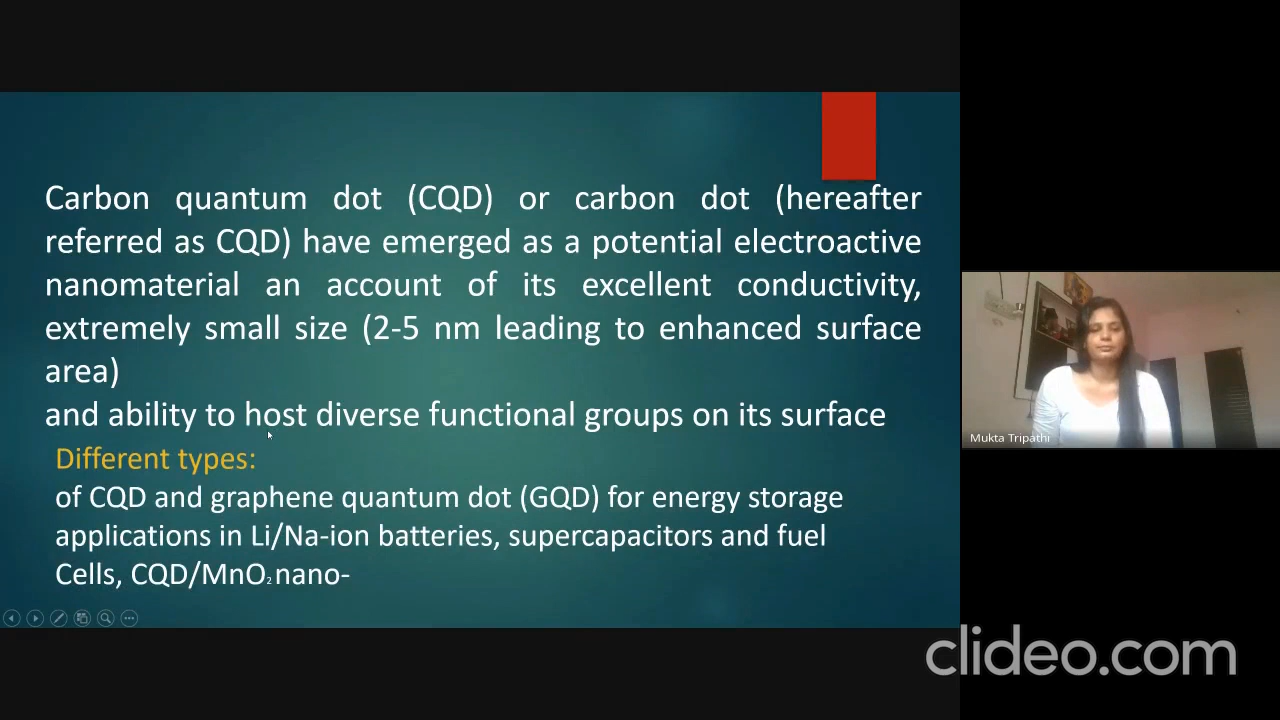 Carbon quantum dot (CQD) or carbon dot (hereafter
referred as CQD) have emerged as a potential electroactive
nanomaterial an account of its excellent conductivity,
extremely small size (2-5 nm leading to enhanced surface
area)
and ability to host diverse functional groups on its surface
Different types:
of CQD and graphene quantum dot (GQD) for energy storage
applications in Li/Na-ion batteries, supercapacitors and fuel
Cells, CQD/MnO₂ nano-
Mukta Tripathi
clideo.com